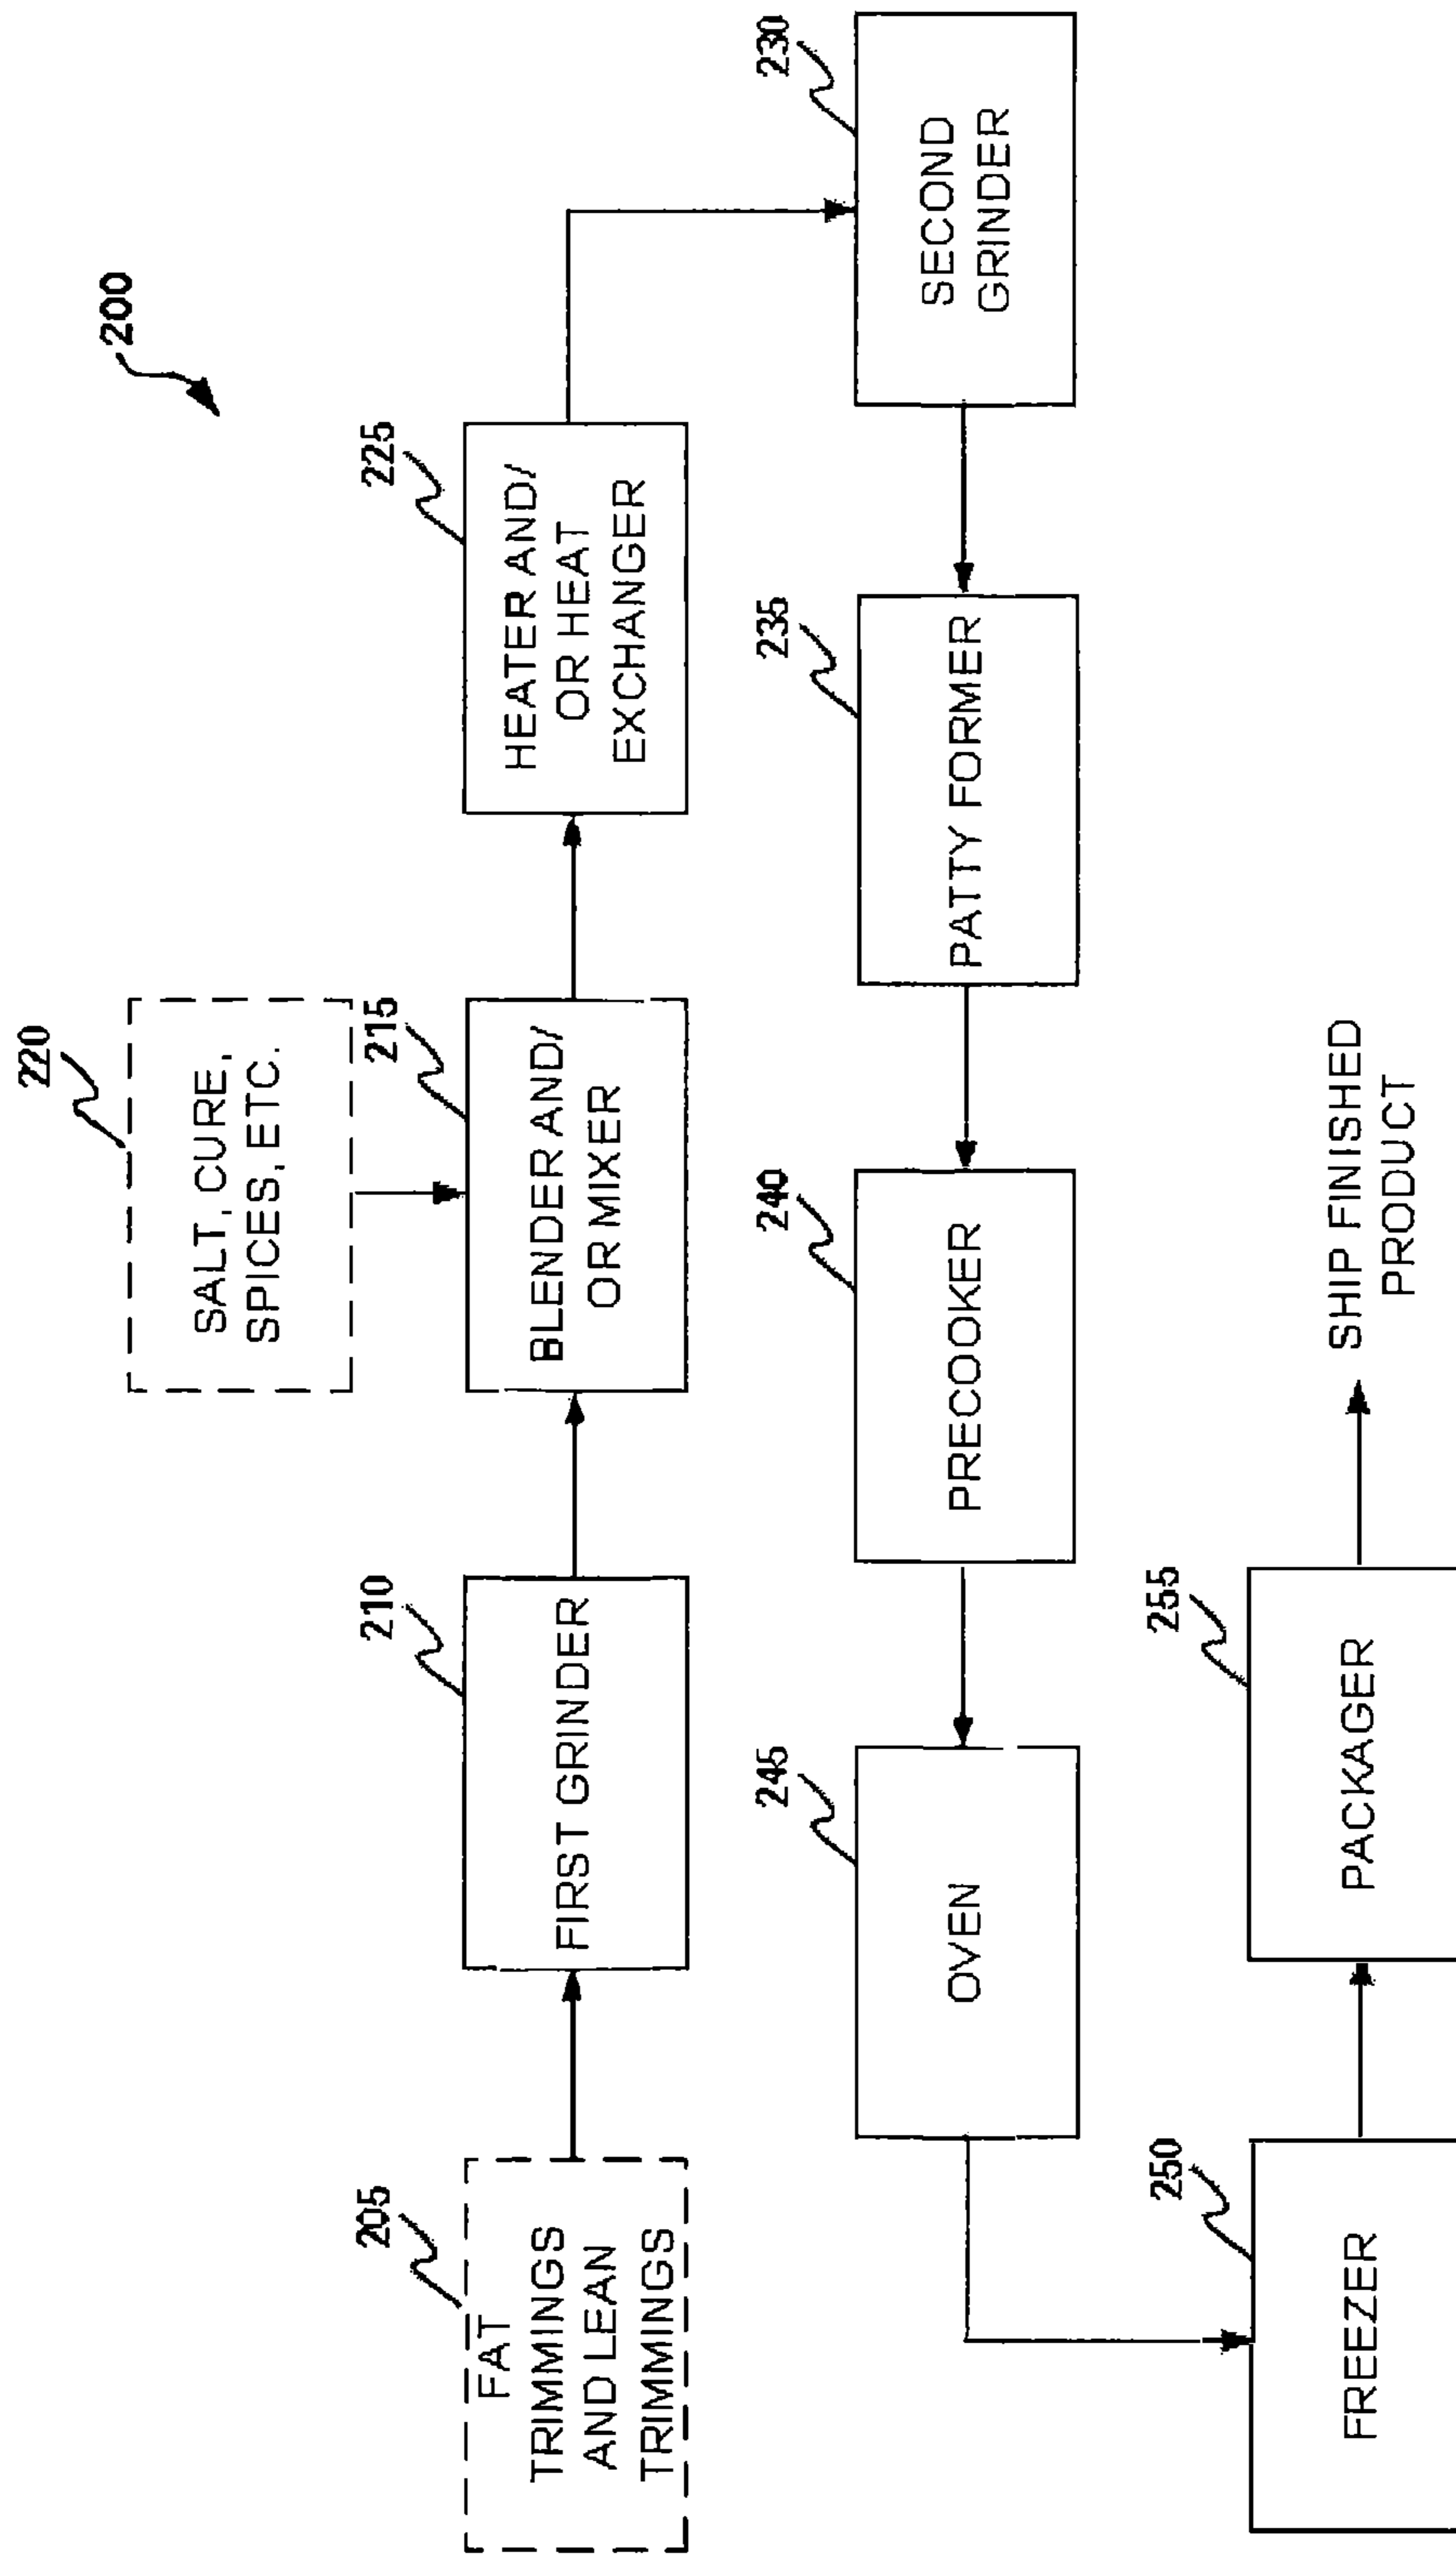 200
220
SALT, CURE,
SPICES, ETC.
205
FAT
TRIMMINGS
AND LEAN
TRIMMINGS
210
FIRST GRINDER
215
BLENDER AND/
OR MIXER
225
HEATER AND/
OR HEAT
EXCHANGER
230
SECOND
GRINDER
235
PATTY FORMER
240
PRECOOKER
245
OVEN
250
FREEZER
255
PACKAGER
SHIP FINISHED
PRODUCT